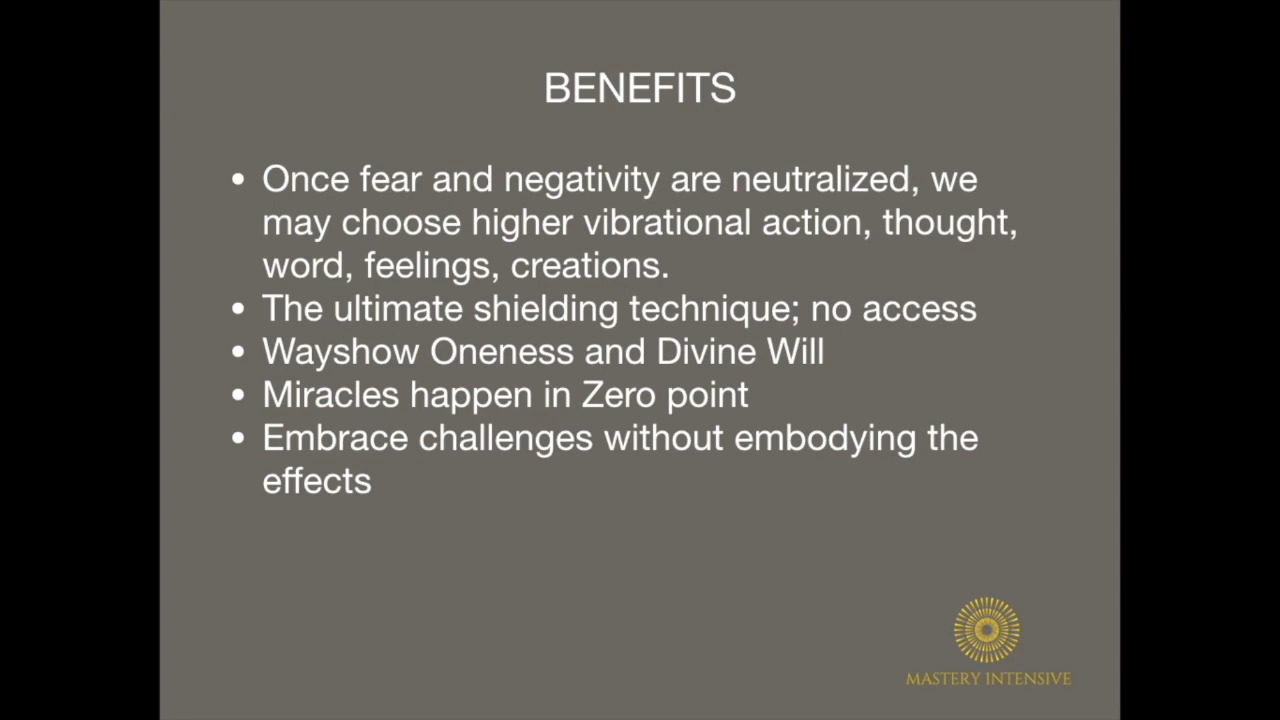 BENEFITS
• Once fear and negativity are neutralized, we
may choose higher vibrational action, thought,
word, feelings, creations.
• The ultimate shielding technique; no access
• Wayshow Oneness and Divine Will
• Miracles happen in Zero point
• Embrace challenges without embodying the
effects
MASTERY INTENSIVE